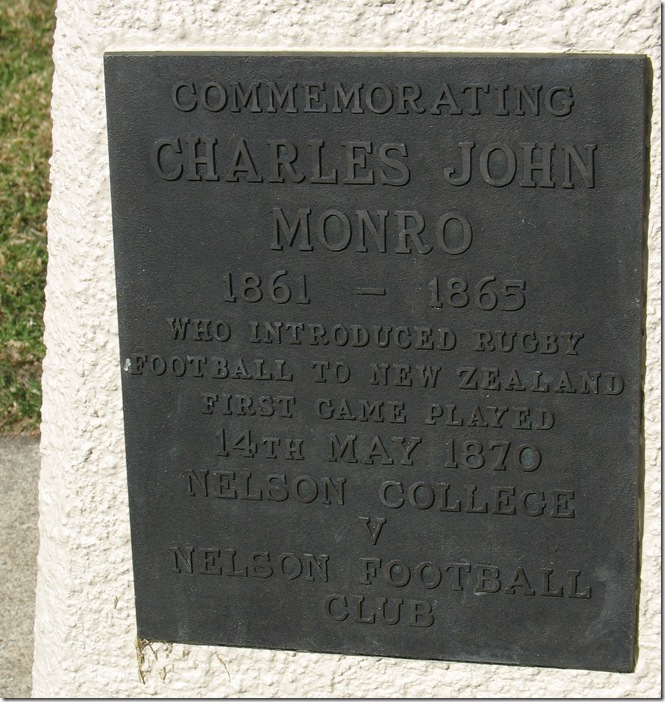 COMMEMORATING
CHARLES JOHN
MONRO
1861 – 1865
WHO INTRODUCED RUGBY
FOOTBALL TO NEW ZEALAND
FIRST GAME PLAYED
14TH MAY 1870
NELSON COLLEGE
V
NELSON FOOTBALL
CLUB